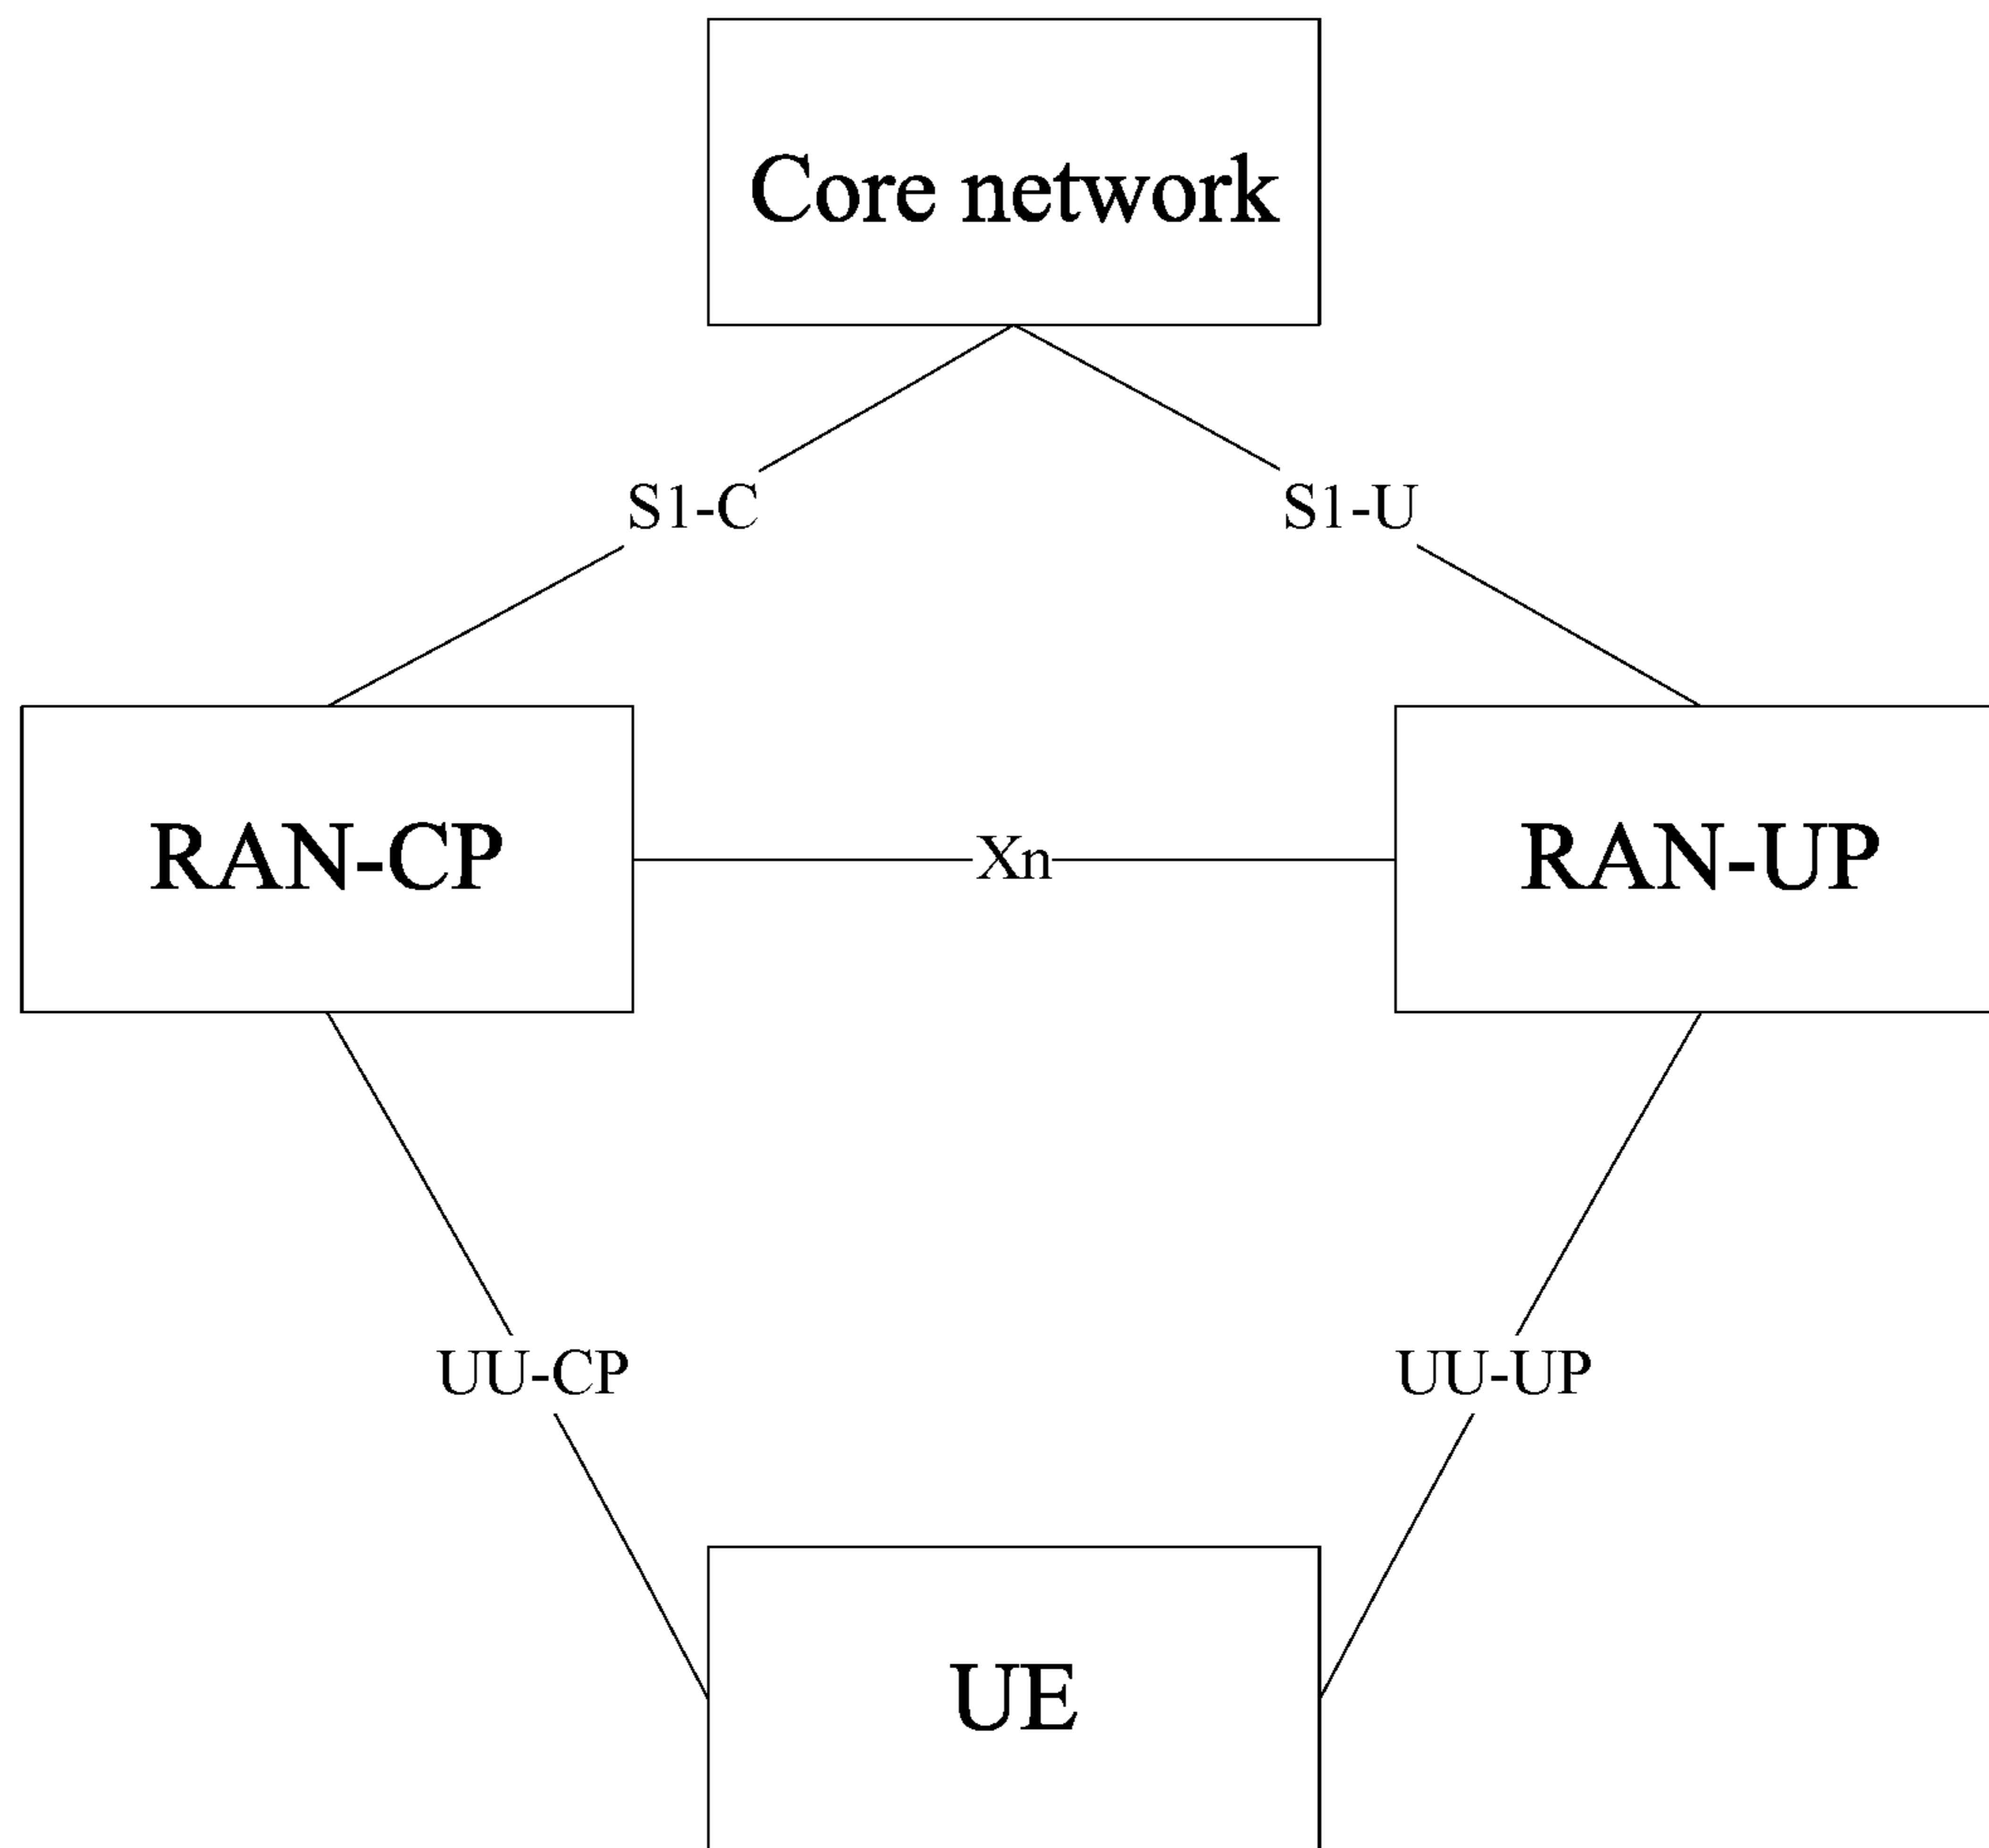 Core network
S1-C
S1-U
RAN-CP
Xn
RAN-UP
UU-CP
UU-UP
UE